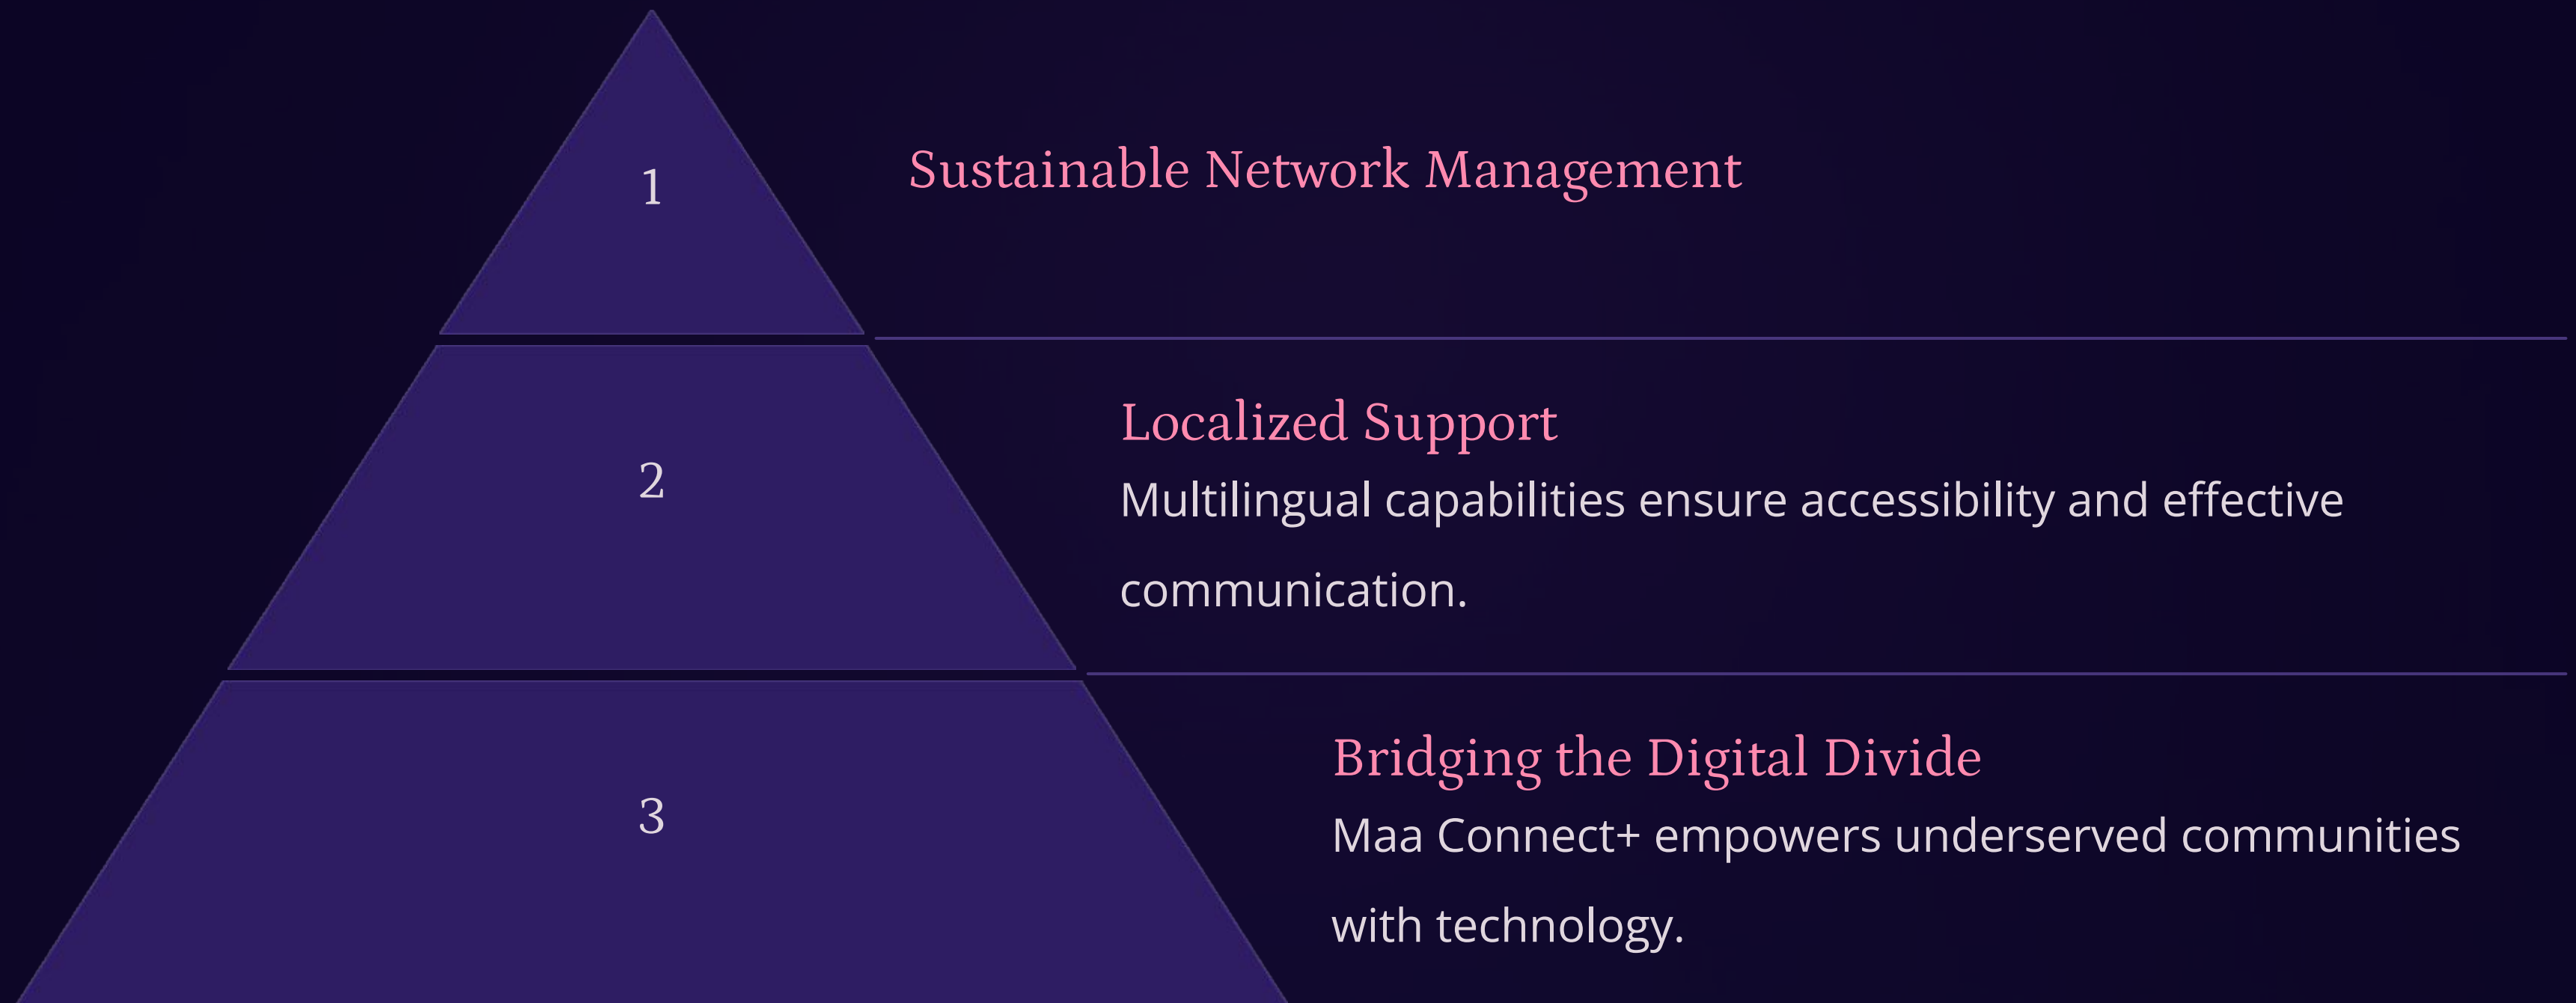 1
Sustainable Network Management
2
Localized Support
Multilingual capabilities ensure accessibility and effective
communication.
3
Bridging the Digital Divide
Maa Connect+ empowers underserved communities
with technology.